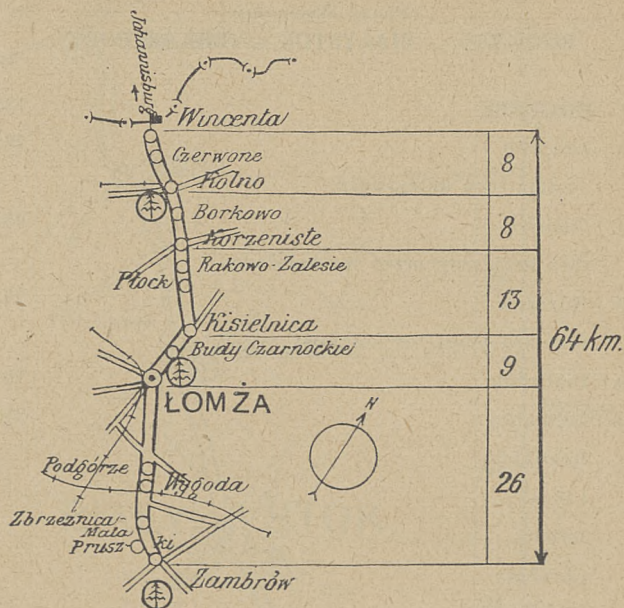 Johannisburg
Wincenta
Czerwone
8
Kolno
Borkowo
8
Korzeniste
Rakowo-Zalesie
Płock
13
Kisielnica
64 km.
Budy Czarnockie
9
ŁOMŻA
N
Podgórze
Wygoda
26
Zbrzeźnica-
Mała
Prusz-ki
Zambrów